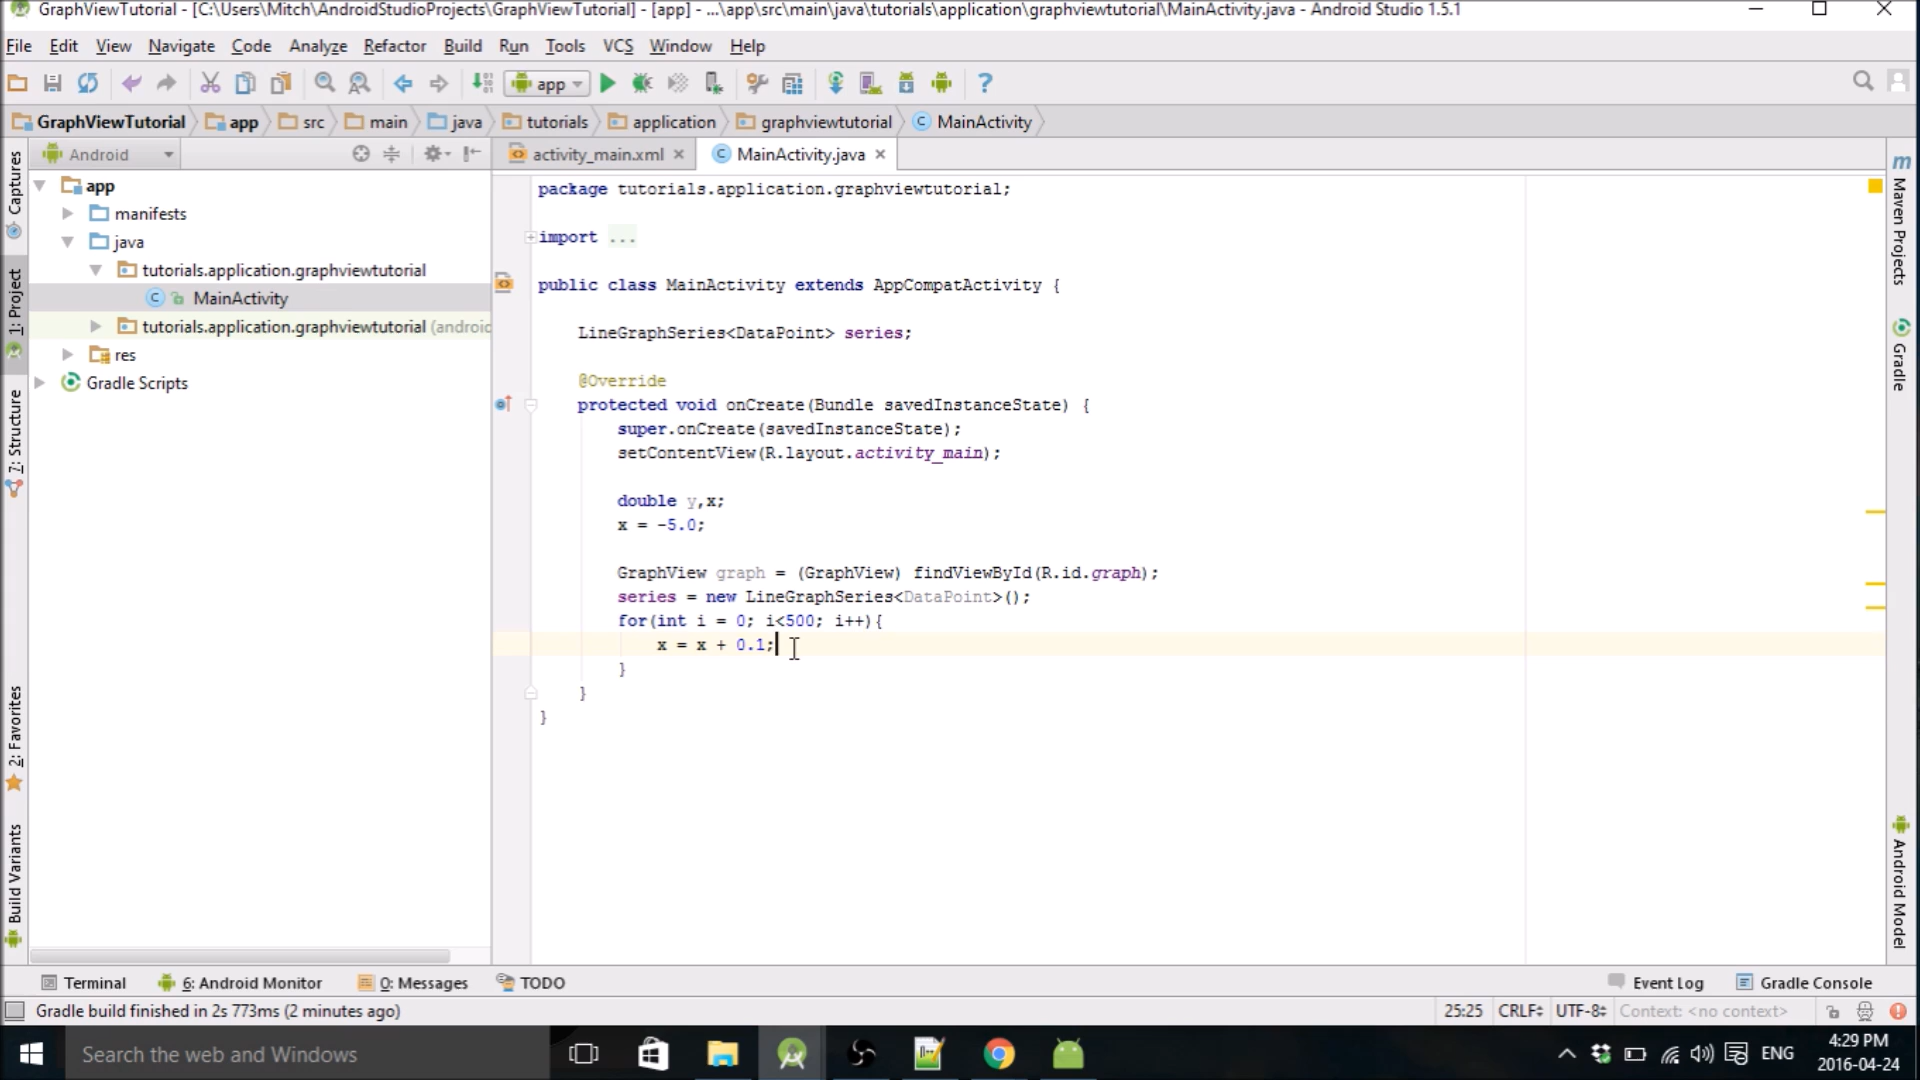 GraphViewTutorial - [C:\Users\Mitch\AndroidStudioProjects\GraphViewTutorial] - [app] - ...\app\src\main\java\tutorials\application\graphviewtutorial\MainActivity.java - Android Studio 1.5.1
File Edit View Navigate Code Analyze Refactor Build Run Tools VCS Window Help
app
GraphViewTutorial app src main java tutorials application graphviewtutorial MainActivity
Android
activity_main.xml
MainActivity.java
Captures
1: Project
7: Structure
2: Favorites
Build Variants
app
manifests
java
tutorials.application.graphviewtutorial
MainActivity
tutorials.application.graphviewtutorial (android
res
Gradle Scripts
package tutorials.application.graphviewtutorial;
import ...
public class MainActivity extends AppCompatActivity {
LineGraphSeries<DataPoint> series;
@Override
protected void onCreate(Bundle savedInstanceState) {
super.onCreate(savedInstanceState);
setContentView(R.layout.activity_main);
double y,x;
x = -5.0;
GraphView graph = (GraphView) findViewById(R.id.graph);
series = new LineGraphSeries<DataPoint>();
for(int i = 0; i<500; i++){
x = x + 0.1;
}
}
}
Maven Projects
Gradle
Android Model
Terminal 6: Android Monitor 0: Messages TODO Event Log Gradle Console
Gradle build finished in 2s 773ms (2 minutes ago) 25:25 CRLF UTF-8 Context: <no context>
Search the web and Windows
ENG
4:29 PM
2016-04-24